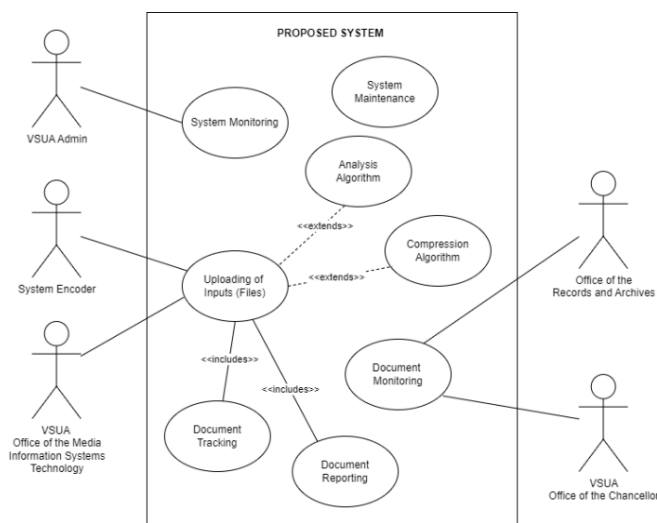 PROPOSED SYSTEM
VSUA Admin
System Monitoring
System
Maintenance
Analysis
Algorithm
<<extends>>
System Encoder
Uploading of
Inputs (Files)
<<extends>>
Compression
Algorithm
Office of the
Records and Archives
VSUA
Office of the Media
Information Systems
Technology
<<includes>>
<<includes>>
Document
Tracking
Document
Reporting
Document
Monitoring
VSUA
Office of the Chancellor